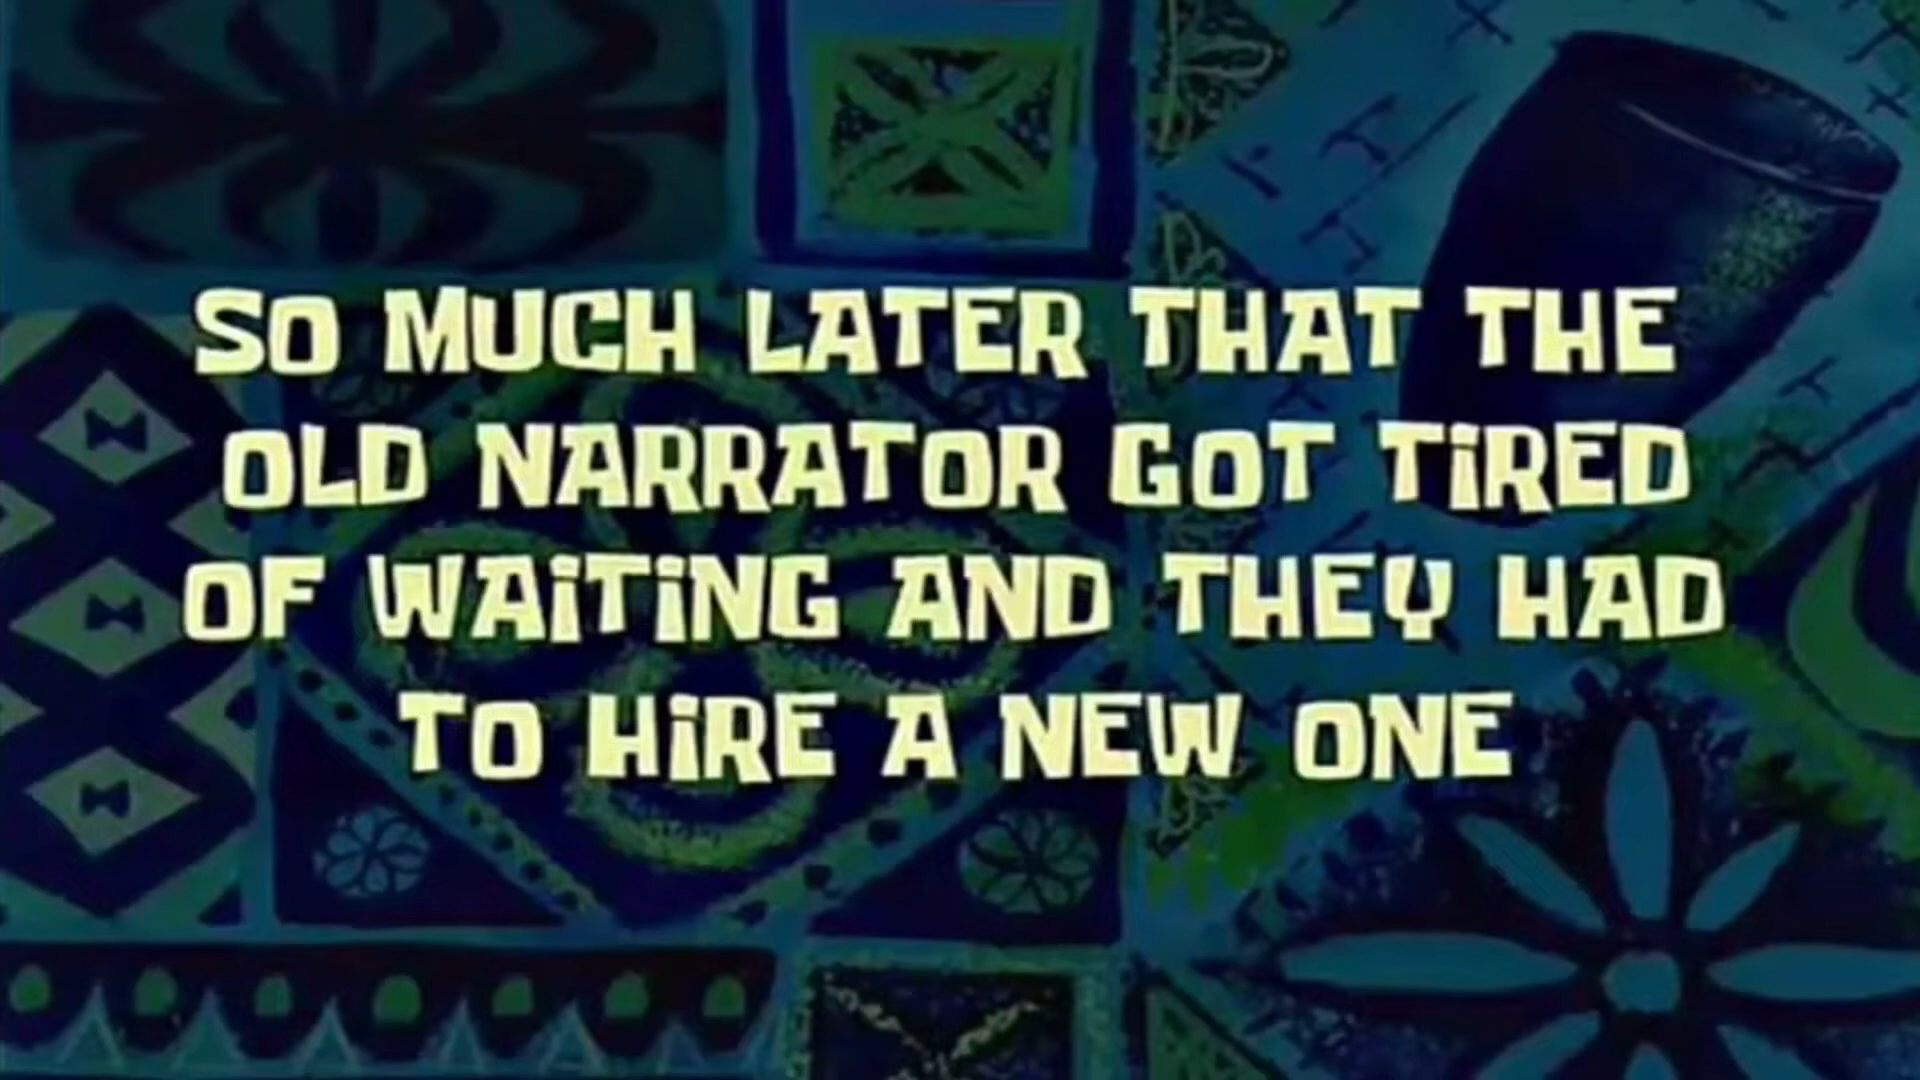 SO MUCH LATER THAT THE
OLD NARRATOR GOT TiRED
OF WAiTiNG AND THEY HAD
TO HiRE A NEW ONE